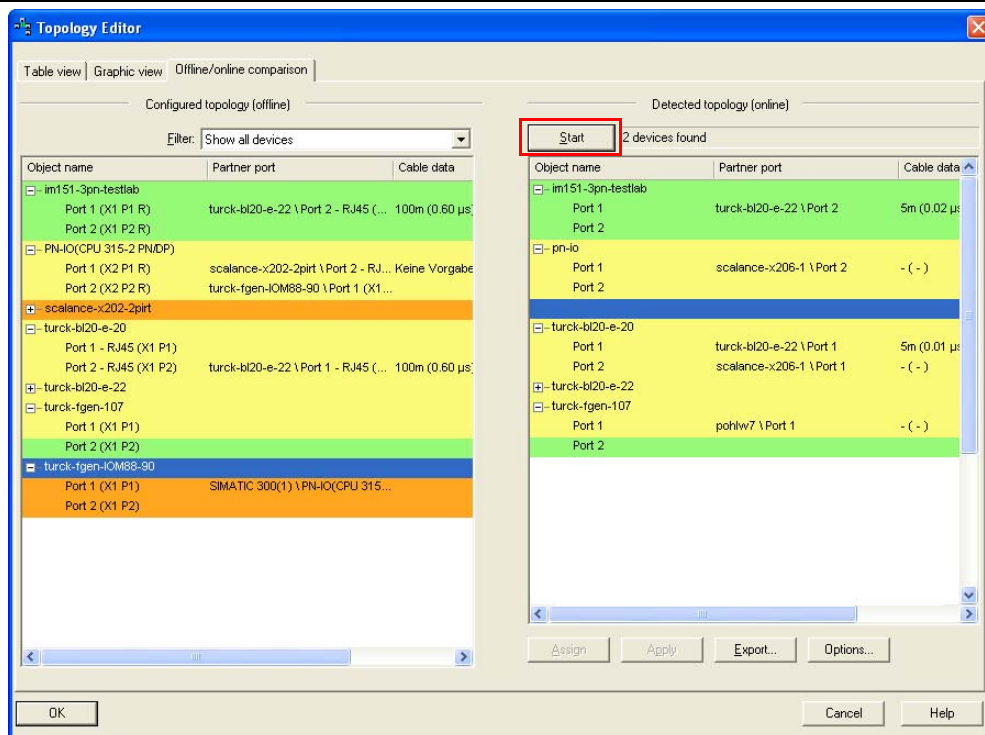 Topology Editor
Table view Graphic view Offline/online comparison
Configured topology (offline)
Filter: Show all devices
Object name Partner port Cable data
im151-3pn-testlab
Port 1 (X1 P1 R) turck-bl20-e-22 \ Port 2 - RJ45 (... 100m (0.60 µs)
Port 2 (X1 P2 R)
PN-IO(CPU 315-2 PN/DP)
Port 1 (X2 P1 R) scalance-x202-2pirt \ Port 2 - RJ... Keine Vorgabe
Port 2 (X2 P2 R) turck-fgen-IOM88-90 \ Port 1 (X1...
scalance-x202-2pirt
turck-bl20-e-20
Port 1 - RJ45 (X1 P1)
Port 2 - RJ45 (X1 P2) turck-bl20-e-22 \ Port 1 - RJ45 (... 100m (0.60 µs)
turck-bl20-e-22
turck-fgen-107
Port 1 (X1 P1)
Port 2 (X1 P2)
turck-fgen-IOM88-90
Port 1 (X1 P1) SIMATIC 300(1) \ PN-IO(CPU 315...
Port 2 (X1 P2)
Detected topology (online)
Start 2 devices found
Object name Partner port Cable data
im151-3pn-testlab
Port 1 turck-bl20-e-22 \ Port 2 5m (0.02 µs
Port 2
pn-io
Port 1 scalance-x206-1 \ Port 2 - ( - )
Port 2
turck-bl20-e-20
Port 1 turck-bl20-e-22 \ Port 1 5m (0.01 µs
Port 2 scalance-x206-1 \ Port 1 - ( - )
turck-bl20-e-22
turck-fgen-107
Port 1 pohlw7 \ Port 1 - ( - )
Port 2
Assign Apply Export... Options...
OK Cancel Help